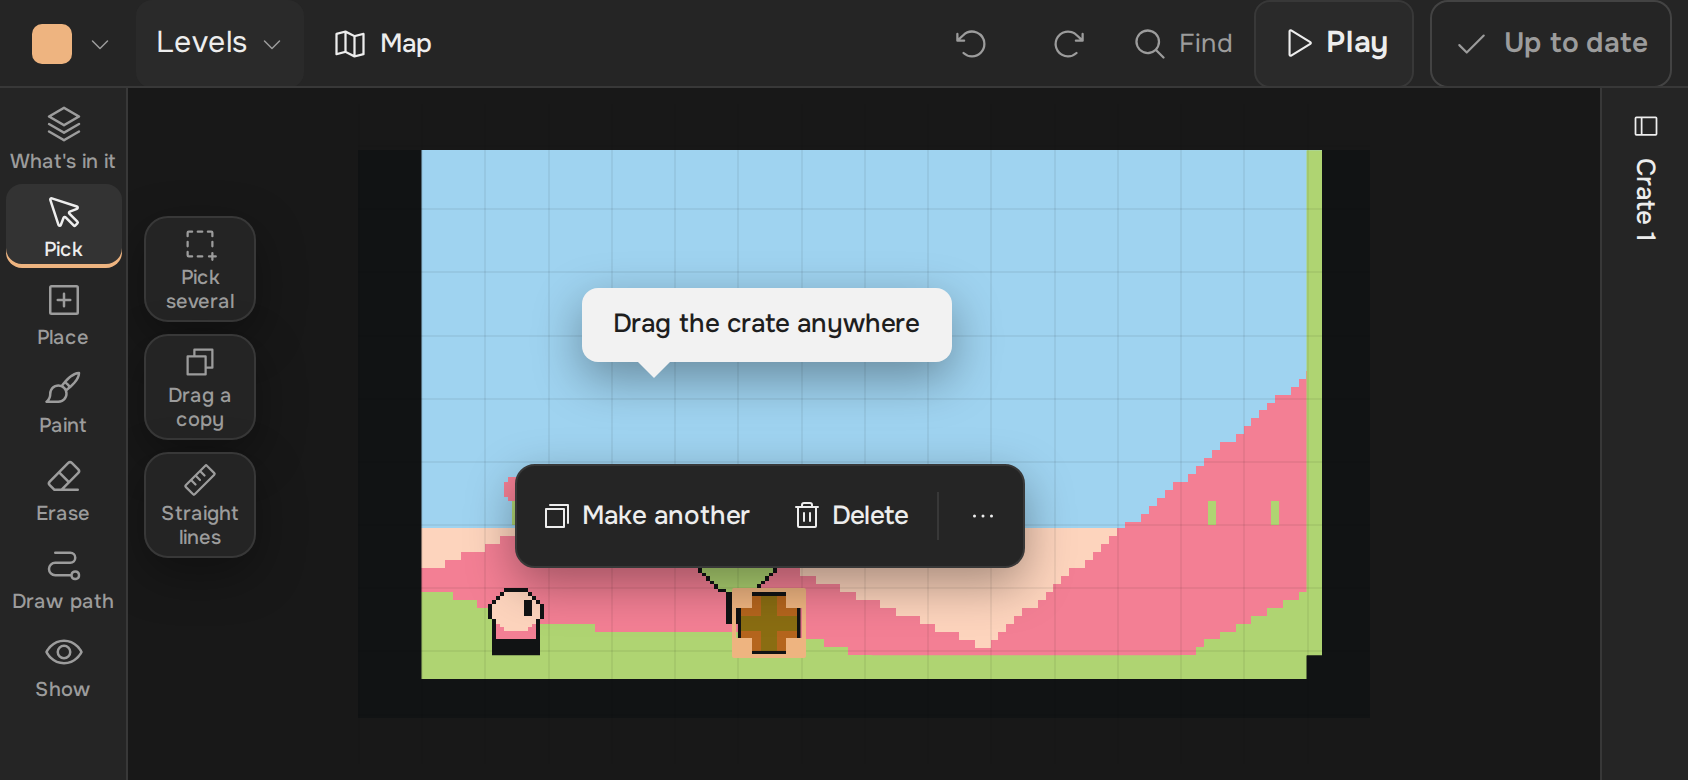 Levels
Map
Find
Play
Up to date
What's in it
Pick
Place
Paint
Erase
Draw path
Show
Pick
several
Drag a
copy
Straight
lines
Drag the crate anywhere
Make another
Delete
Crate 1